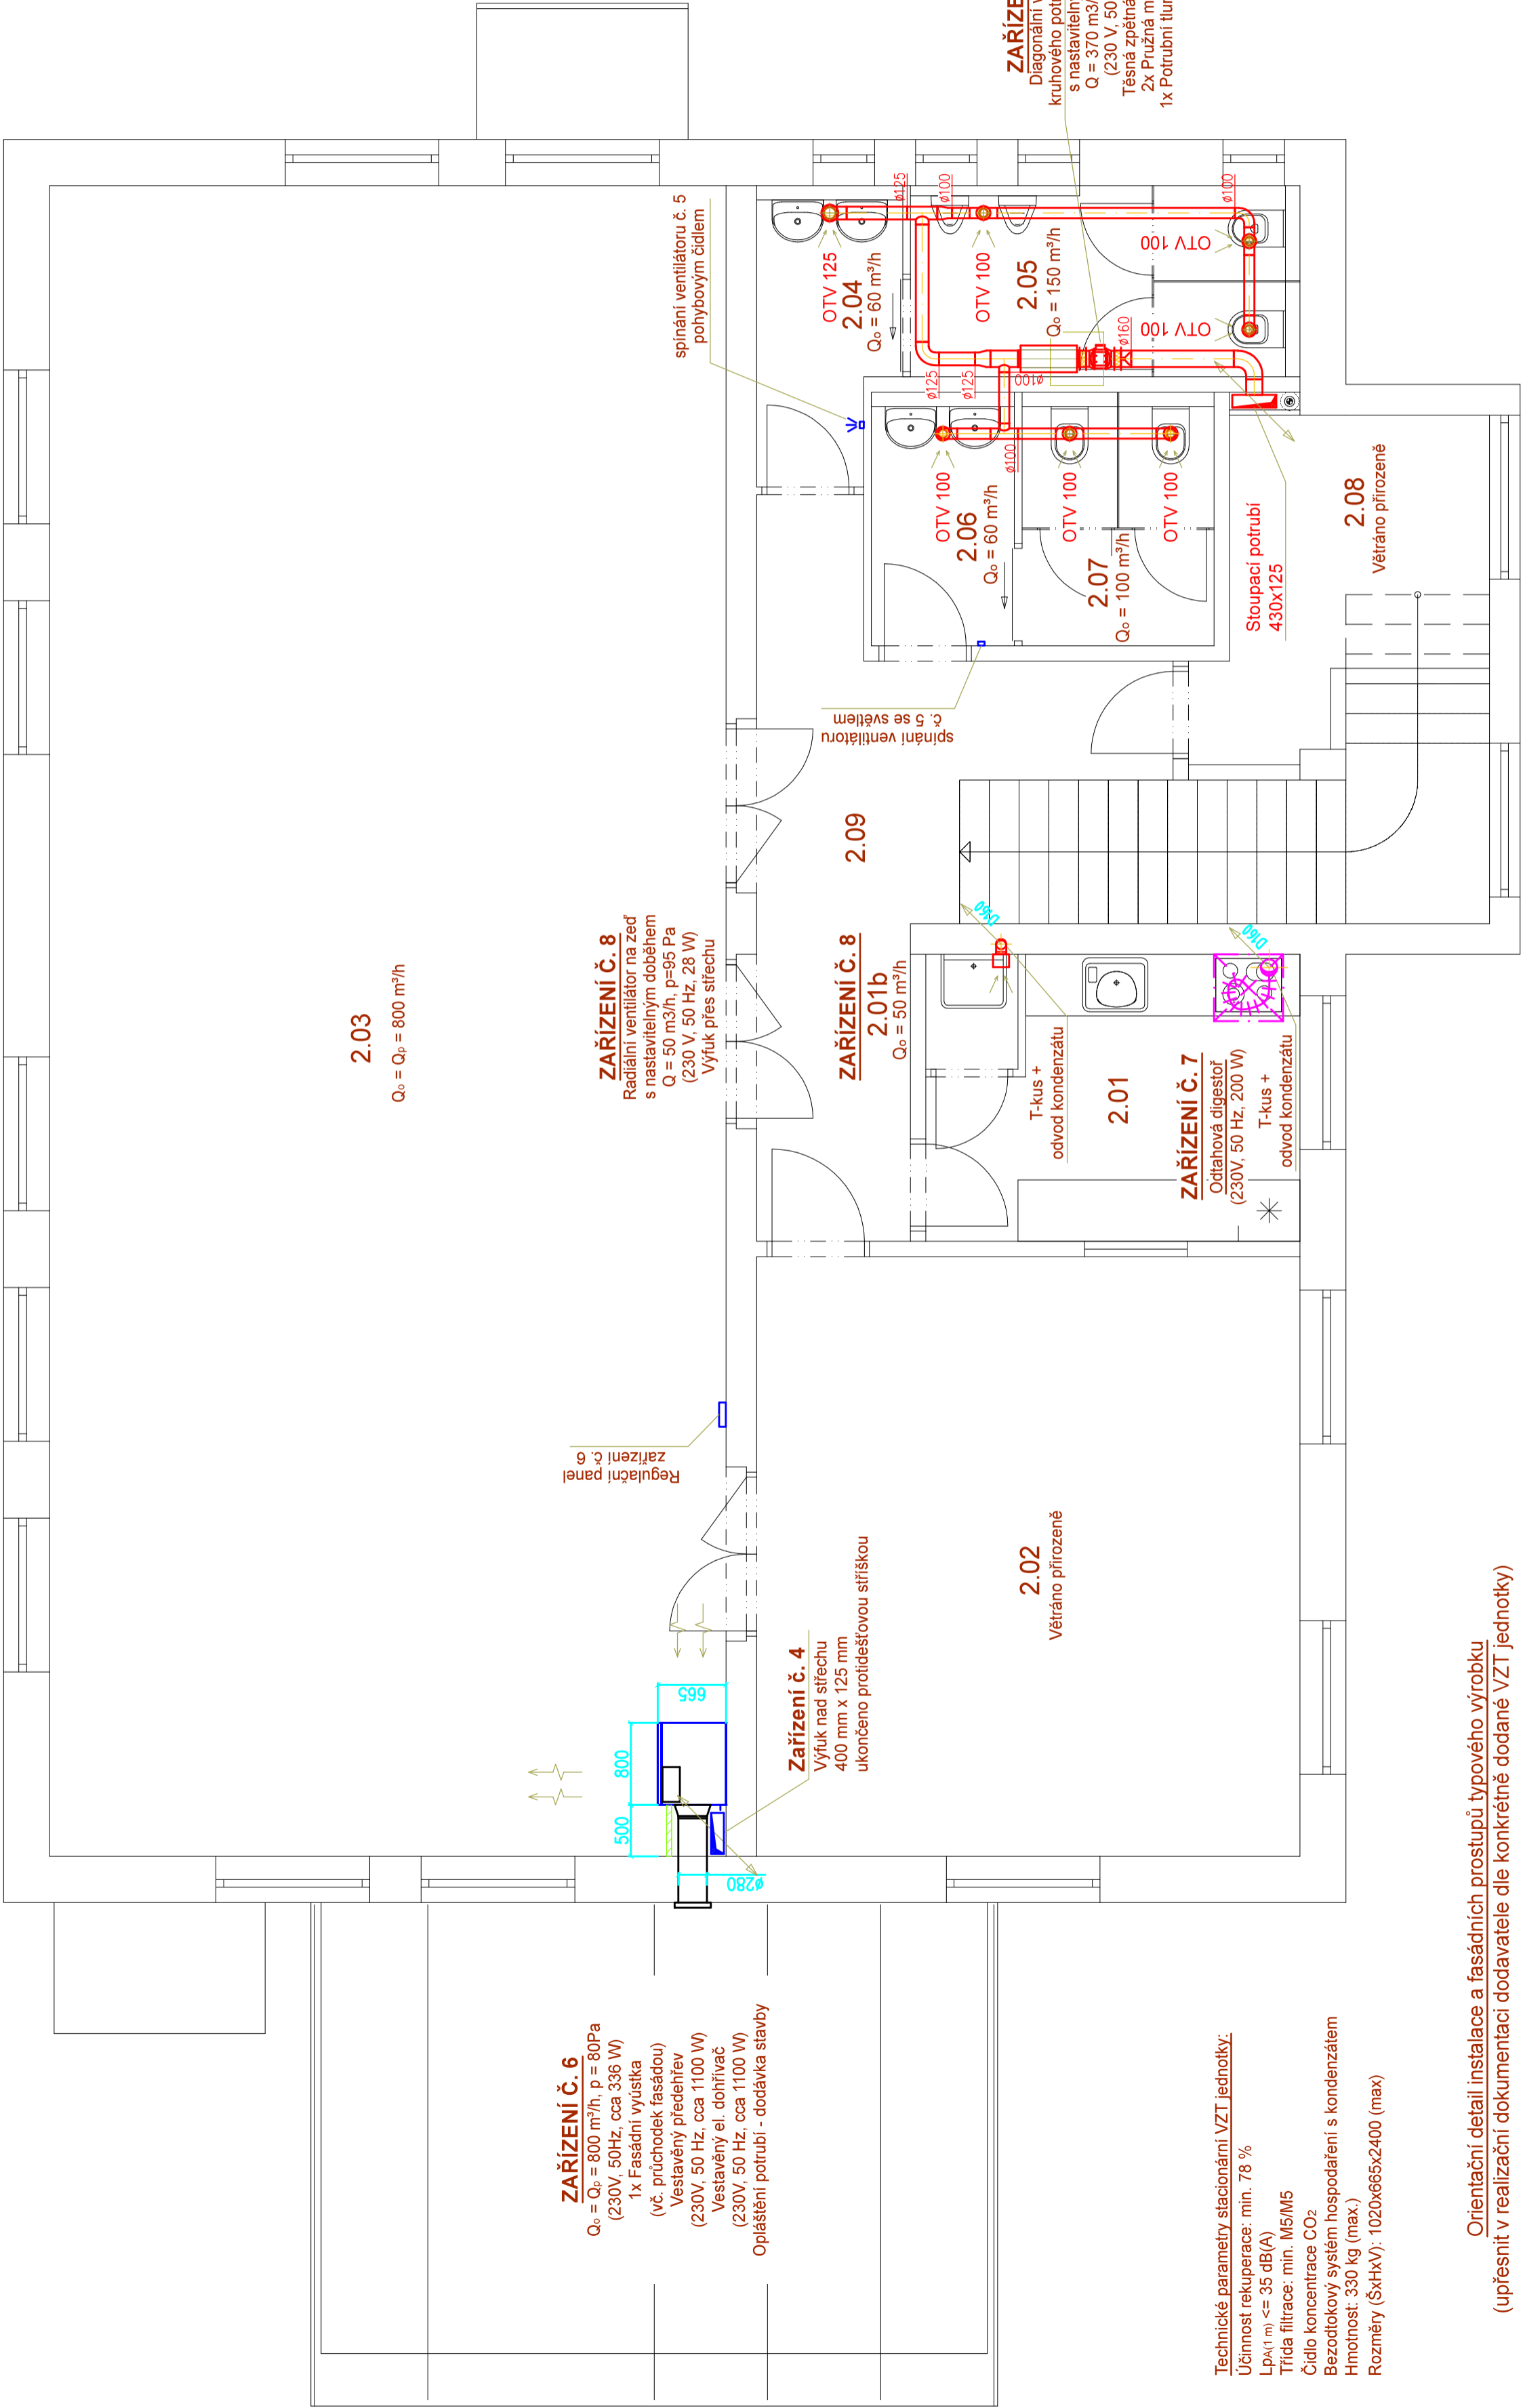 ZAŘÍZENÍ Č. 6
Qo = Qp = 800 m³/h, p = 80Pa
(230V, 50Hz, cca 336 W)
1x Fasádní vyústka
(vč. průchodek fasádou)
Vestavěný předehřev
(230V, 50 Hz, cca 1100 W)
Vestavěný el. dohřívač
(230V, 50 Hz, cca 1100 W)
Opláštění potrubí - dodávka stavby
Technické parametry stacionární VZT jednotky:
Účinnost rekuperace: min. 78 %
LpA(1 m) <= 35 dB(A)
Třída filtrace: min. M5/M5
Čidlo koncentrace CO2
Bezodtokový systém hospodaření s kondenzátem
Hmotnost: 330 kg (max.)
Rozměry (ŠxHxV): 1020x665x2400 (max)
Orientační detail instalace a fasádních prostupů typového výrobku
(upřesnit v realizační dokumentaci dodavatele dle konkrétně dodané VZT jednotky)
500
800
665
ø280
Zařízení č. 4
Výfuk nad střechu
400 mm x 125 mm
ukončeno protidešťovou stříškou
2.02
Větráno přirozeně
Regulační panel
zařízení č. 6
2.03
Qo = Qp = 800 m³/h
ZAŘÍZENÍ Č. 8
Radiální ventilátor na zeď
s nastavitelným doběhem
Q = 50 m3/h, p=95 Pa
(230 V, 50 Hz, 28 W)
Výfuk přes střechu
ZAŘÍZENÍ Č. 8
2.01b
Qo = 50 m³/h
T-kus +
odvod kondenzátu
2.01
ZAŘÍZENÍ Č. 7
Odtahová digestoř
(230V, 50 Hz, 200 W)
T-kus +
odvod kondenzátu
D160
D160
2.09
spínání ventilátoru
č. 5 se světlem
spínání ventilátoru č. 5
pohybovým čidlem
OTV 125
2.04
Qo = 60 m³/h
OTV 100
2.05
Qo = 150 m³/h
OTV 100
OTV 100
ø125
ø100
ø100
ø125
ø125
ø100
ø160
ø100
OTV 100
2.06
Qo = 60 m³/h
OTV 100
2.07
Qo = 100 m³/h
OTV 100
Stoupací potrubí
430x125
2.08
Větráno přirozeně
ZAŘÍZE
Diagonální v
kruhového potr
s nastavitelný
Q = 370 m3/
(230 V, 50
Těsná zpětná
2x Pružná m
1x Potrubní tlum